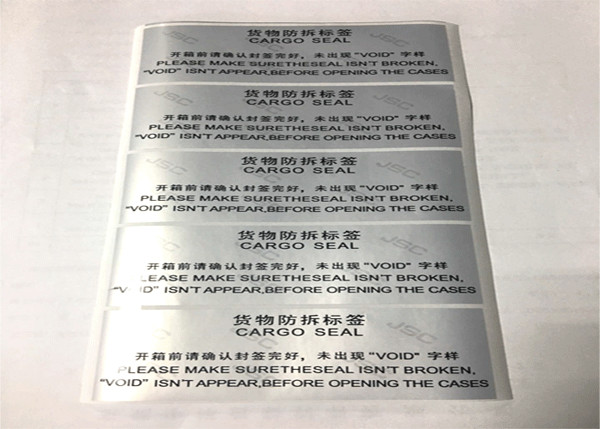 货物防拆标签
CARGO SEAL
开箱前请确认封签完好，未出现"VOID"字样
PLEASE MAKE SURETHESEAL ISN'T BROKEN,
"VOID" ISN'T APPEAR,BEFORE OPENING THE CASES
货物防拆标签
CARGO SEAL
开箱前请确认封签完好，未出现"VOID"字样
PLEASE MAKE SURETHESEAL ISN'T BROKEN,
"VOID" ISN'T APPEAR,BEFORE OPENING THE CASES
货物防拆标签
CARGO SEAL
开箱前请确认封签完好，未出现"VOID"字样
PLEASE MAKE SURETHESEAL ISN'T BROKEN,
"VOID" ISN'T APPEAR,BEFORE OPENING THE CASES
货物防拆标签
CARGO SEAL
开箱前请确认封签完好，未出现"VOID"字样
LEASE MAKE SURETHESEAL ISN'T BROKEN,
"V ID" ISN'T APPEAR,BEFORE OPENING THE CASES
货物防拆标签
CARGO SEAL
开箱前请确认封签完好，未出现"VOID"字样
PLEASE MAKE SURETHESEAL ISN'T BROKEN,
"VOID" ISN'T APPEAR,BEFORE OPENING THE CASES
JSC
JSC
JSC
JSC
JSC